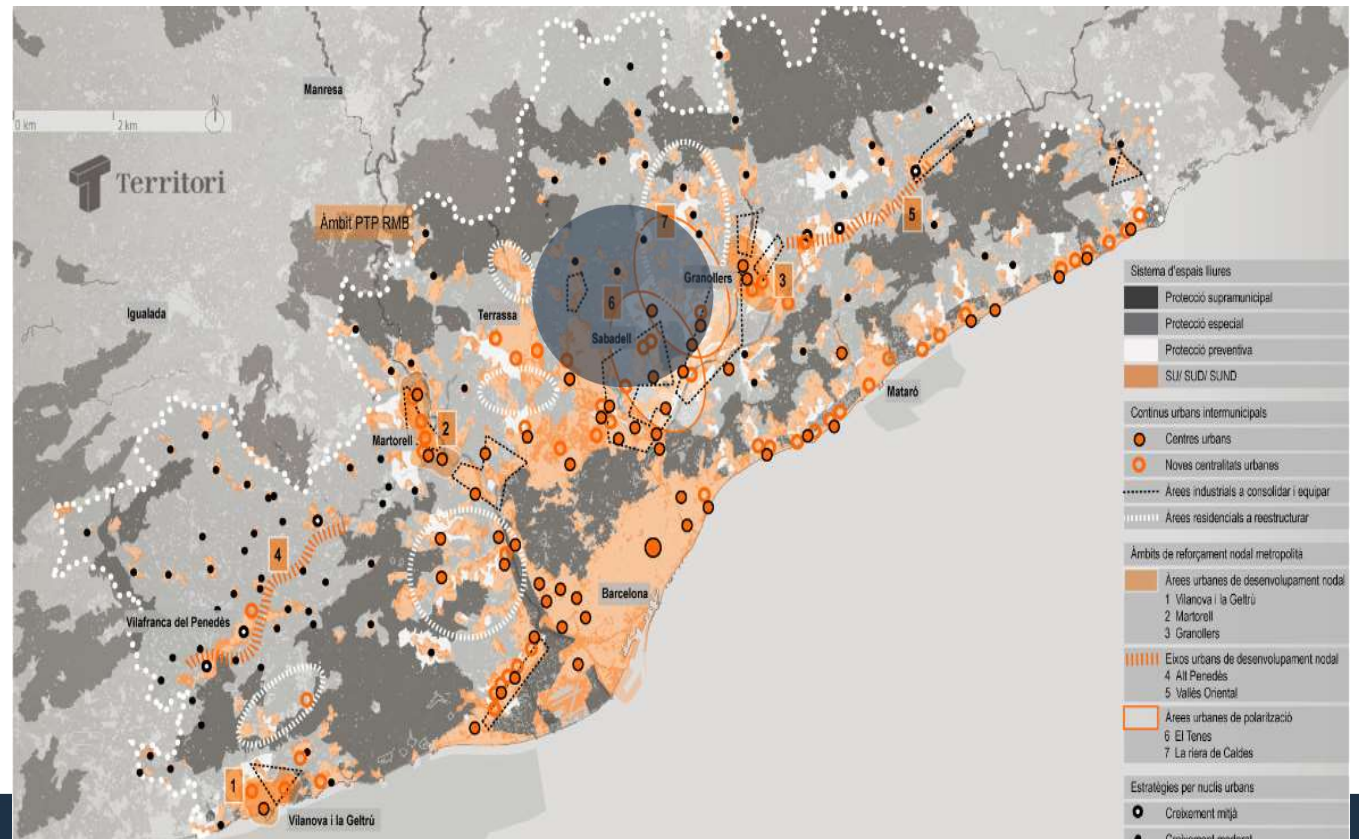 Manresa
N
0 km
2 km
Territori
Àmbit PTP RMB
7
5
Granollers
3
Igualada
Terrassa
6
Sabadell
Mataró
Martorell
2
4
Barcelona
Vilafranca del Penedès
1
Vilanova i la Geltrú
Sistema d'espais lliures
Protecció supramunicipal
Protecció especial
Protecció preventiva
SU/ SUD/ SUND
Continus urbans intermunicipals
Centres urbans
Noves centralitats urbanes
Àrees industrials a consolidar i equipar
Àrees residencials a reestructurar
Àmbits de reforçament nodal metropolità
Àrees urbanes de desenvolupament nodal
1 Vilanova i la Geltrú
2 Martorell
3 Granollers
Eixos urbans de desenvolupament nodal
4 Alt Penedès
5 Vallès Oriental
Àrees urbanes de polarització
6 El Tenes
7 La riera de Caldes
Estratègies per nuclis urbans
Creixement mitjà
Creixement moderat